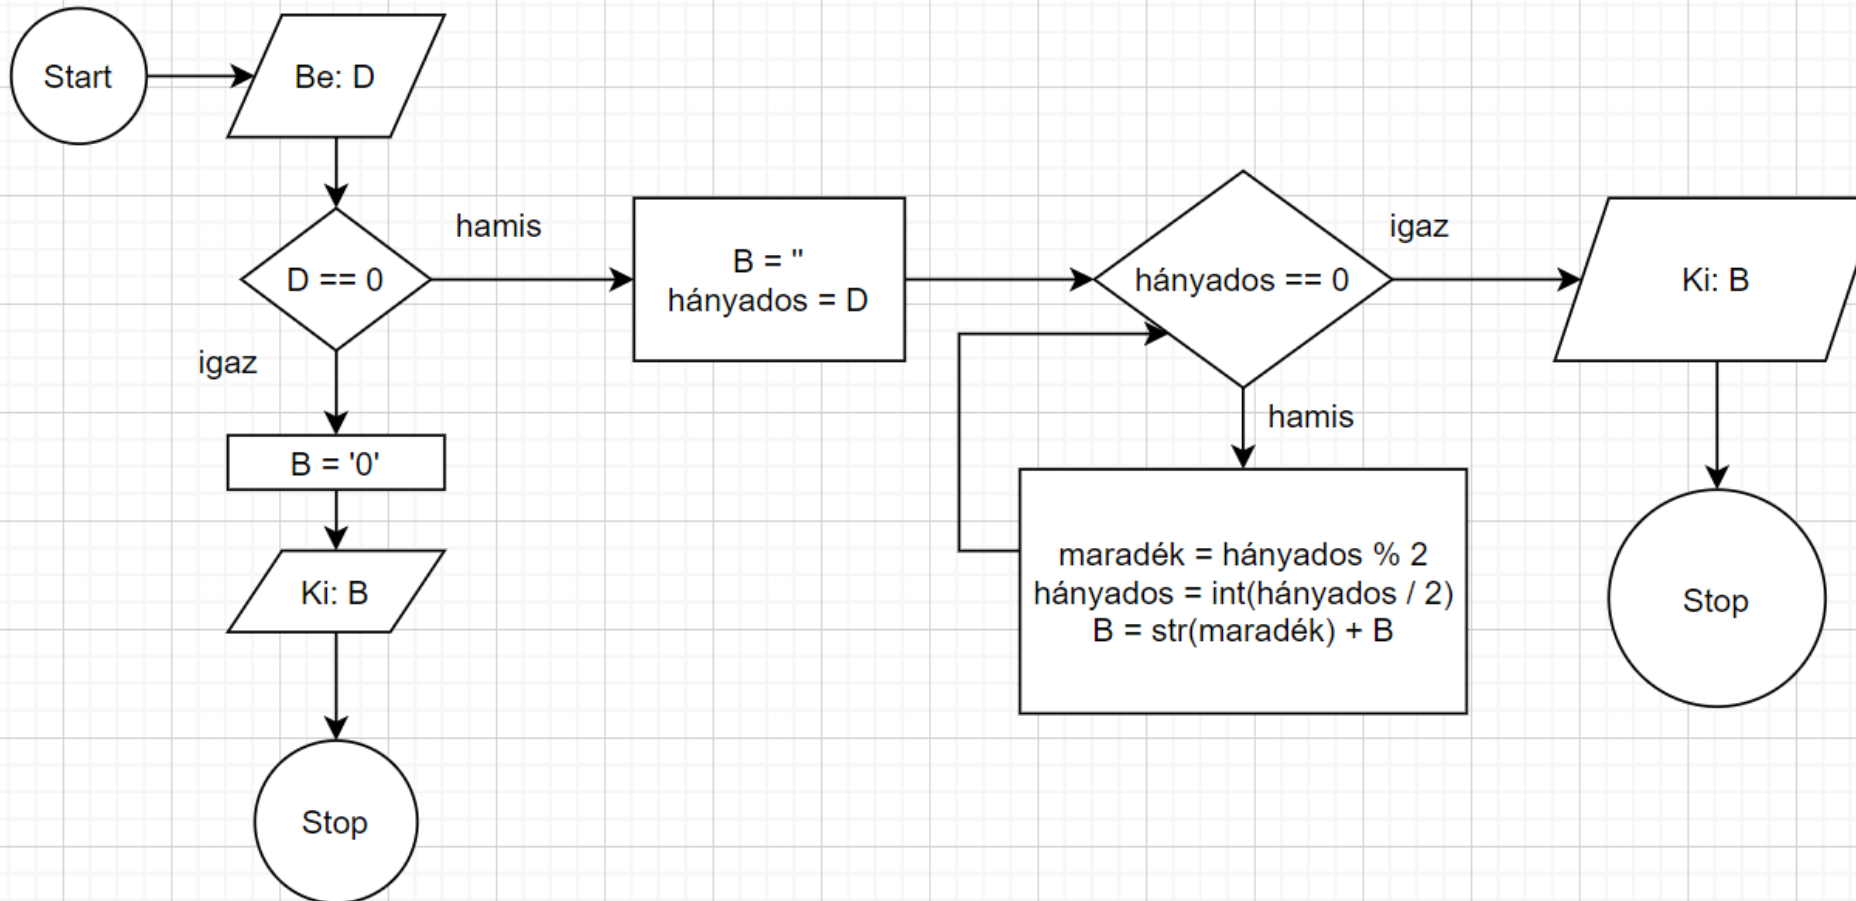 Start
Be: D
D == 0
hamis
igaz
B = '0'
Ki: B
Stop
B = ''
hányados = D
hányados == 0
igaz
hamis
maradék = hányados % 2
hányados = int(hányados / 2)
B = str(maradék) + B
Ki: B
Stop